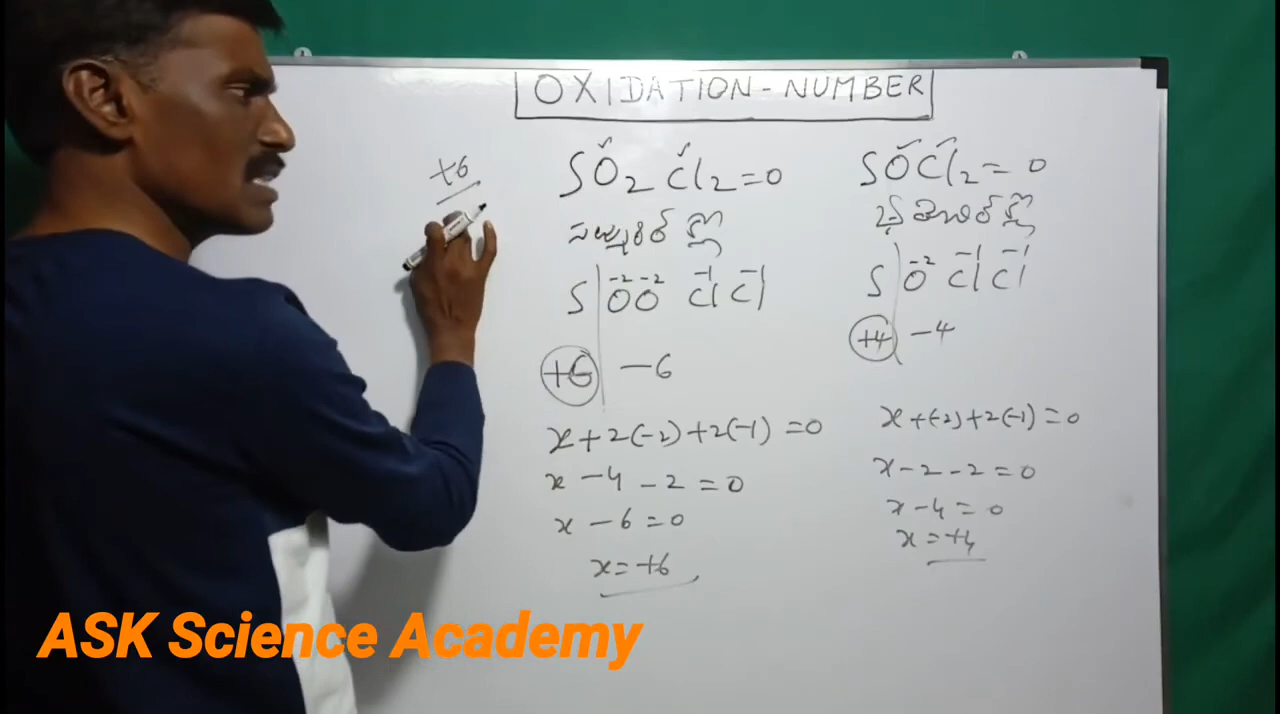 OXIDATION - NUMBER
+6
SO₂Cl₂ = 0
S O⁻² O⁻² Cl⁻¹ Cl⁻¹
+6 -6
x + 2(-2) + 2(-1) = 0
x - 4 - 2 = 0
x - 6 = 0
x = +6
SOCl₂ = 0
S O⁻² Cl⁻¹ Cl⁻¹
+4 -4
x + (-2) + 2(-1) = 0
x - 2 - 2 = 0
x - 4 = 0
x = +4
ASK Science Academy